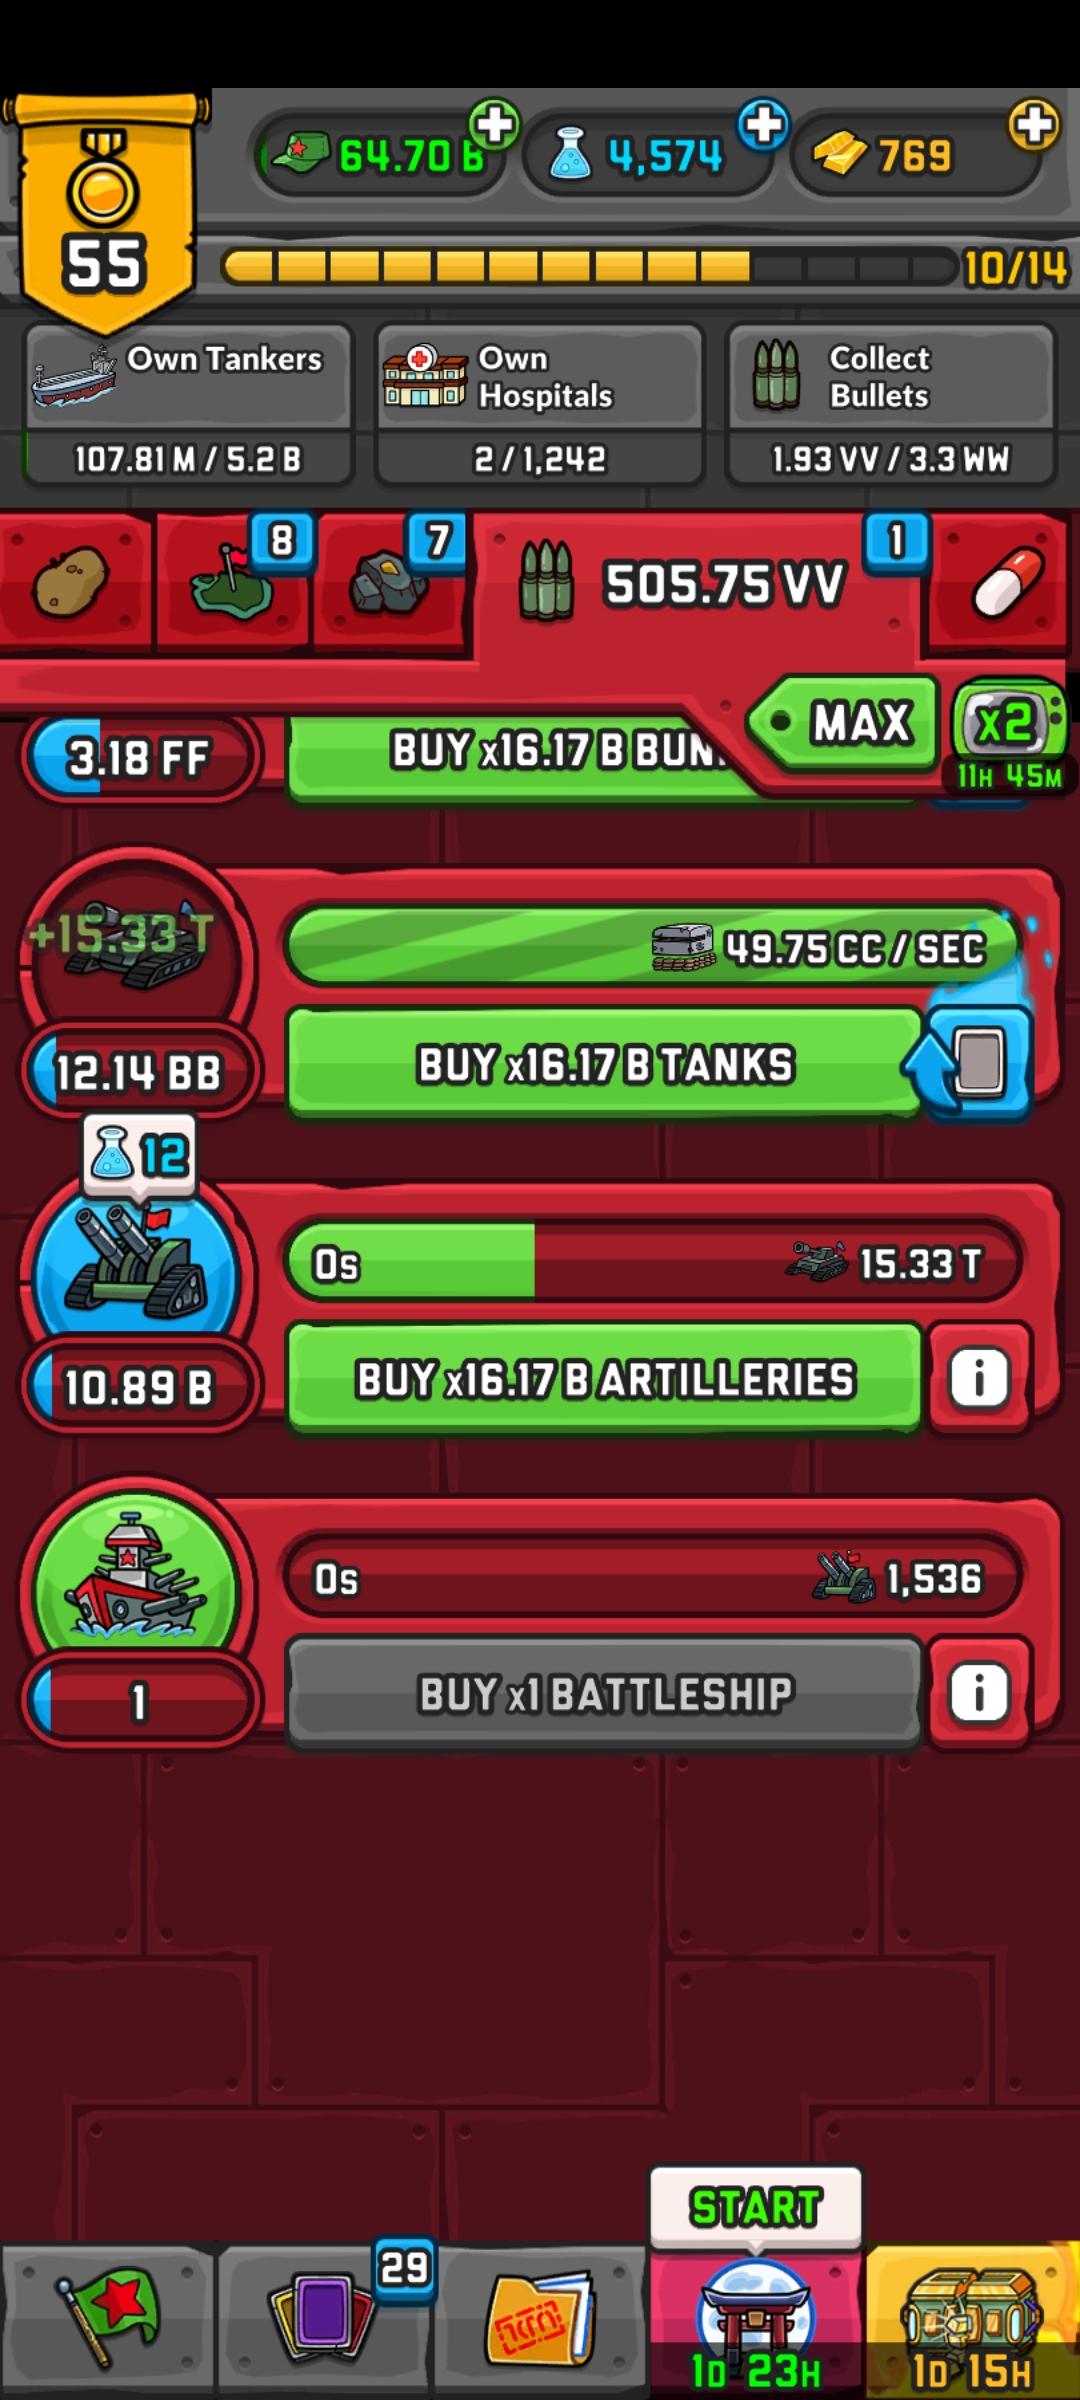 64.70 B
4,574
769
55
10/14
Own Tankers
107.81 M / 5.2 B
Own
Hospitals
2 / 1,242
Collect
Bullets
1.93 VV / 3.3 WW
8
7
505.75 VV
1
MAX
x2
11H 45M
3.18 FF
BUY x16.17 B BUN
+15.33 T
49.75 CC / SEC
12.14 BB
BUY x16.17 B TANKS
12
0s
15.33 T
10.89 B
BUY x16.17 B ARTILLERIES
i
0s
1,536
1
BUY x1 BATTLESHIP
i
START
29
1D 23H
1D 15H